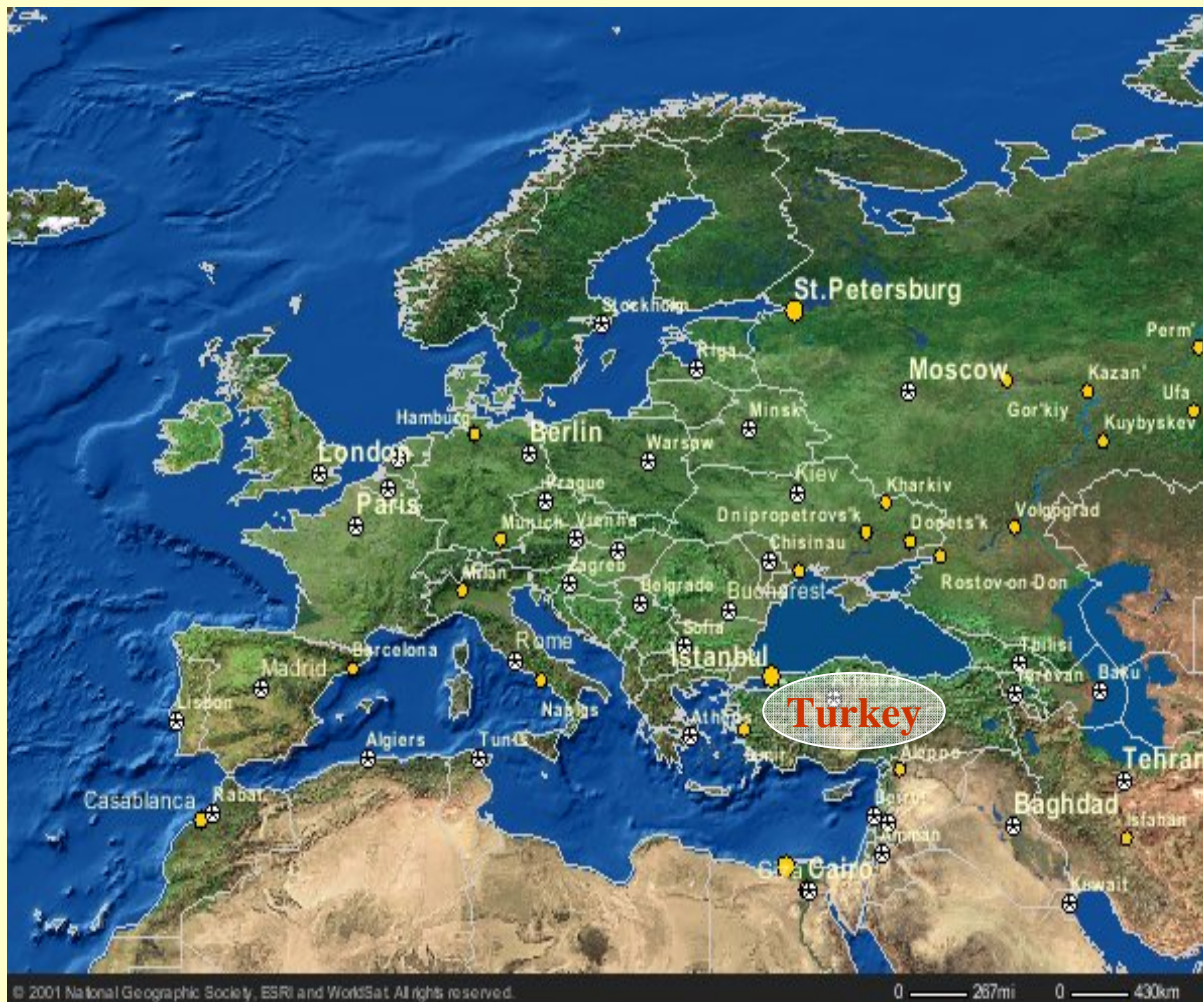 St.Petersburg
Stockholm
Riga
Perm'
Moscow
Kazan'
Gor'kiy
Ufa
Hamburg
Berlin
Minsk
Kuybyskev
London
Warsaw
Paris
Prague
Kiev
Kharkiv
Munich
Vienna
Dnipropetrovs'k
Donets'k
Volgograd
Chisinau
Milan
Zagreb
Belgrade
Bucharest
Rostov-on-Don
Rome
Sofia
Istanbul
Tbilisi
Barcelona
Madrid
Yerevan
Baku
Lisbon
Naples
Turkey
Athens
Izmir
Algiers
Tunis
Aleppo
Tehran
Casablanca
Rabat
Beirut
Baghdad
Isfahan
Amman
Giza
Cairo
Kuwait
© 2001 National Geographic Society, ESRI and WorldSat. All rights reserved.
0 267mi 0 430km